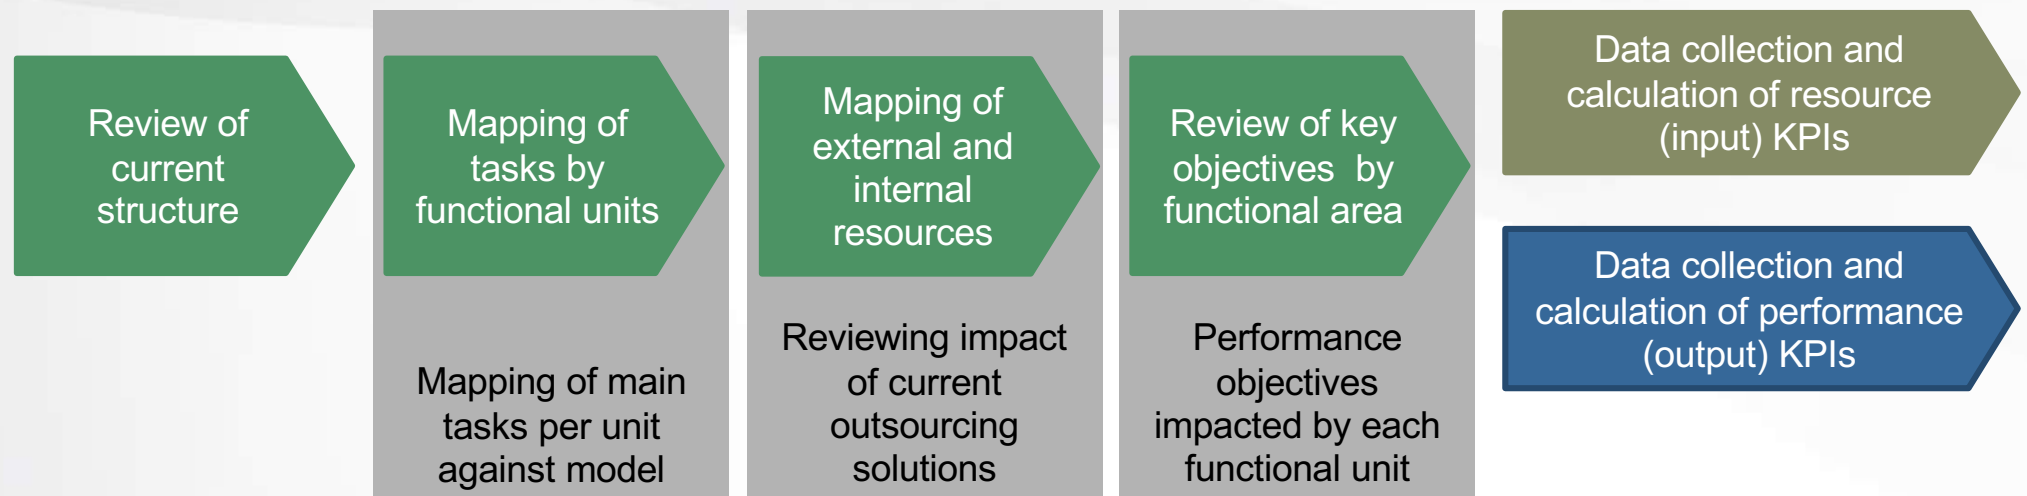 Review of
current
structure
Mapping of
tasks by
functional units
Mapping of main
tasks per unit
against model
Mapping of
external and
internal
resources
Reviewing impact
of current
outsourcing
solutions
Review of key
objectives by
functional area
Performance
objectives
impacted by each
functional unit
Data collection and
calculation of resource
(input) KPIs
Data collection and
calculation of performance
(output) KPIs